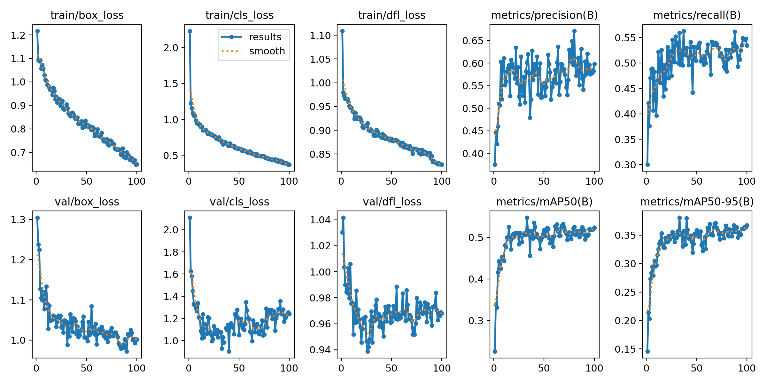 train/box_loss
train/cls_loss
train/dfl_loss
metrics/precision(B)
metrics/recall(B)
1.2
1.1
1.0
0.9
0.8
0.7
0 50 100
2.0
1.5
1.0
0.5
0 50 100
results
smooth
1.10
1.05
1.00
0.95
0.90
0.85
0 50 100
0.65
0.60
0.55
0.50
0.45
0.40
0 50 100
0.55
0.50
0.45
0.40
0.35
0.30
0 50 100
val/box_loss
val/cls_loss
val/dfl_loss
metrics/mAP50(B)
metrics/mAP50-95(B)
1.3
1.2
1.1
1.0
0 50 100
2.0
1.8
1.6
1.4
1.2
1.0
0 50 100
1.04
1.02
1.00
0.98
0.96
0.94
0 50 100
0.5
0.4
0.3
0 50 100
0.35
0.30
0.25
0.20
0.15
0 50 100